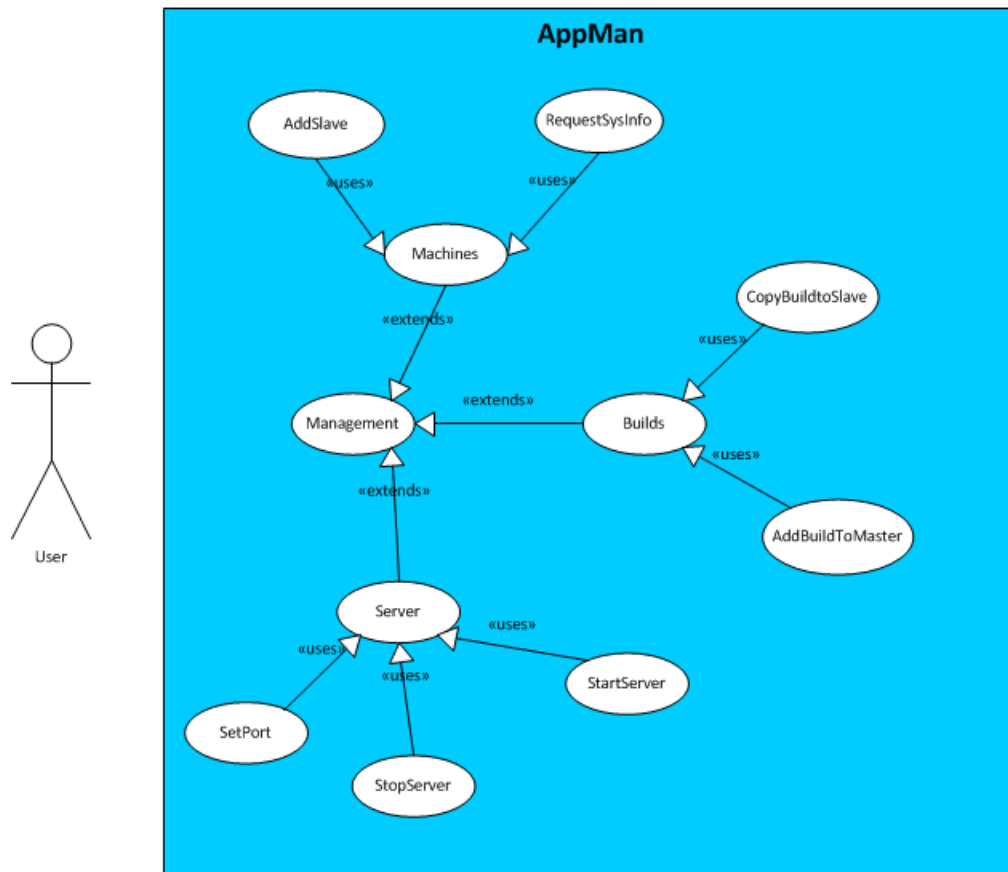 AppMan
AddSlave
RequestSysInfo
«uses»
«uses»
Machines
CopyBuildtoSlave
«extends»
«uses»
«extends»
Management
Builds
«uses»
«extends»
AddBuildToMaster
User
Server
«uses»
«uses»
«uses»
StartServer
SetPort
StopServer